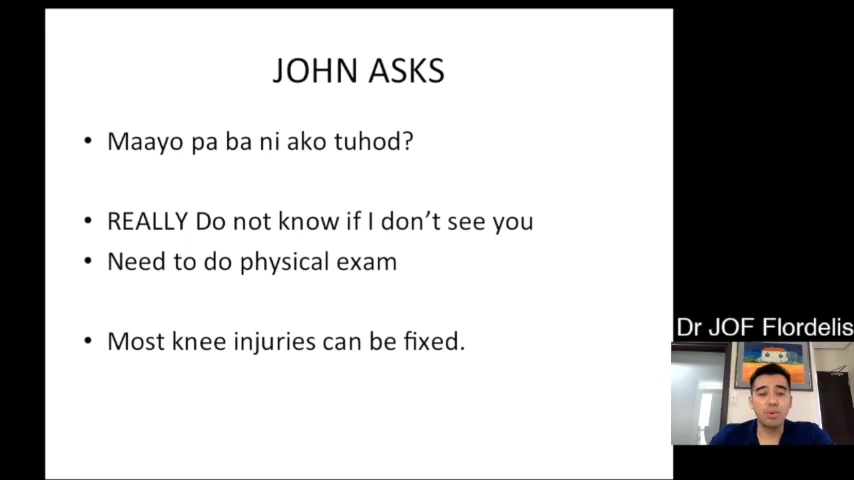 JOHN ASKS
• Maayo pa ba ni ako tuhod?
• REALLY Do not know if I don't see you
• Need to do physical exam
• Most knee injuries can be fixed.
Dr JOF Flordelis